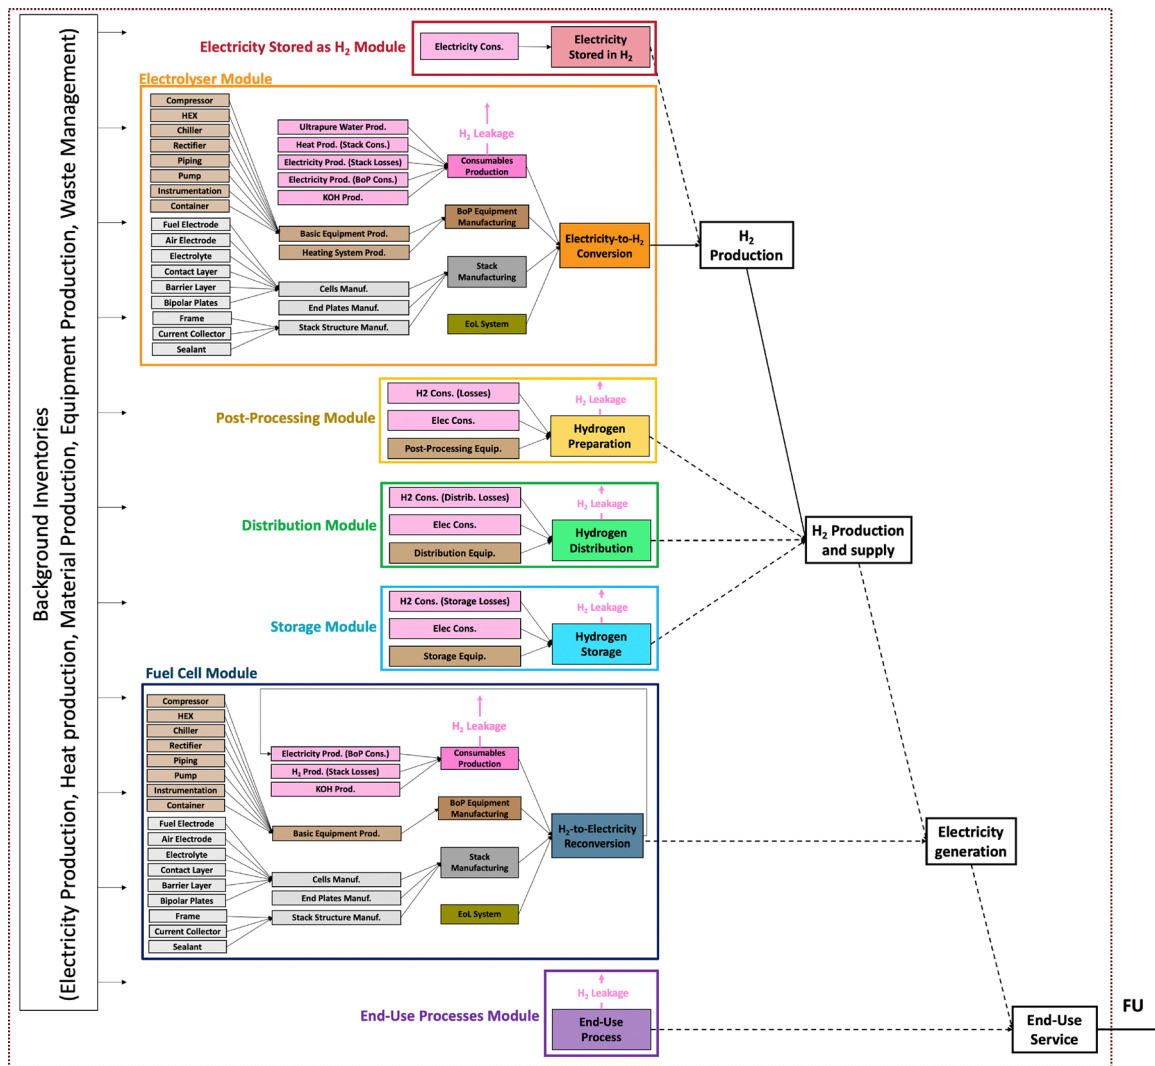 Background Inventories
(Electricity Production, Heat production, Material Production, Equipment Production, Waste Management)
Electricity Stored as H₂ Module
Electricity Cons.
Electricity
Stored in H₂
Electrolyser Module
Compressor
HEX
Chiller
Rectifier
Piping
Pump
Instrumentation
Container
Fuel Electrode
Air Electrode
Electrolyte
Contact Layer
Barrier Layer
Bipolar Plates
Frame
Current Collector
Sealant
Ultrapure Water Prod.
Heat Prod. (Stack Cons.)
Electricity Prod. (Stack Losses)
Electricity Prod. (BoP Cons.)
KOH Prod.
Basic Equipment Prod.
Heating System Prod.
Cells Manuf.
End Plates Manuf.
Stack Structure Manuf.
H₂ Leakage
Consumables
Production
BoP Equipment
Manufacturing
Stack
Manufacturing
EoL System
Electricity-to-H₂
Conversion
H₂
Production
Post-Processing Module
H2 Cons. (Losses)
Elec Cons.
Post-Processing Equip.
H₂ Leakage
Hydrogen
Preparation
Distribution Module
H2 Cons. (Distrib. Losses)
Elec Cons.
Distribution Equip.
H₂ Leakage
Hydrogen
Distribution
H₂ Production
and supply
Storage Module
H2 Cons. (Storage Losses)
Elec Cons.
Storage Equip.
H₂ Leakage
Hydrogen
Storage
Fuel Cell Module
Compressor
HEX
Chiller
Rectifier
Piping
Pump
Instrumentation
Container
Fuel Electrode
Air Electrode
Electrolyte
Contact Layer
Barrier Layer
Bipolar Plates
Frame
Current Collector
Sealant
Electricity Prod. (BoP Cons.)
H₂ Prod. (Stack Losses)
KOH Prod.
Basic Equipment Prod.
Cells Manuf.
End Plates Manuf.
Stack Structure Manuf.
H₂ Leakage
Consumables
Production
BoP Equipment
Manufacturing
Stack
Manufacturing
EoL System
H₂-to-Electricity
Reconversion
Electricity
generation
End-Use Processes Module
H₂ Leakage
End-Use
Process
End-Use
Service
FU